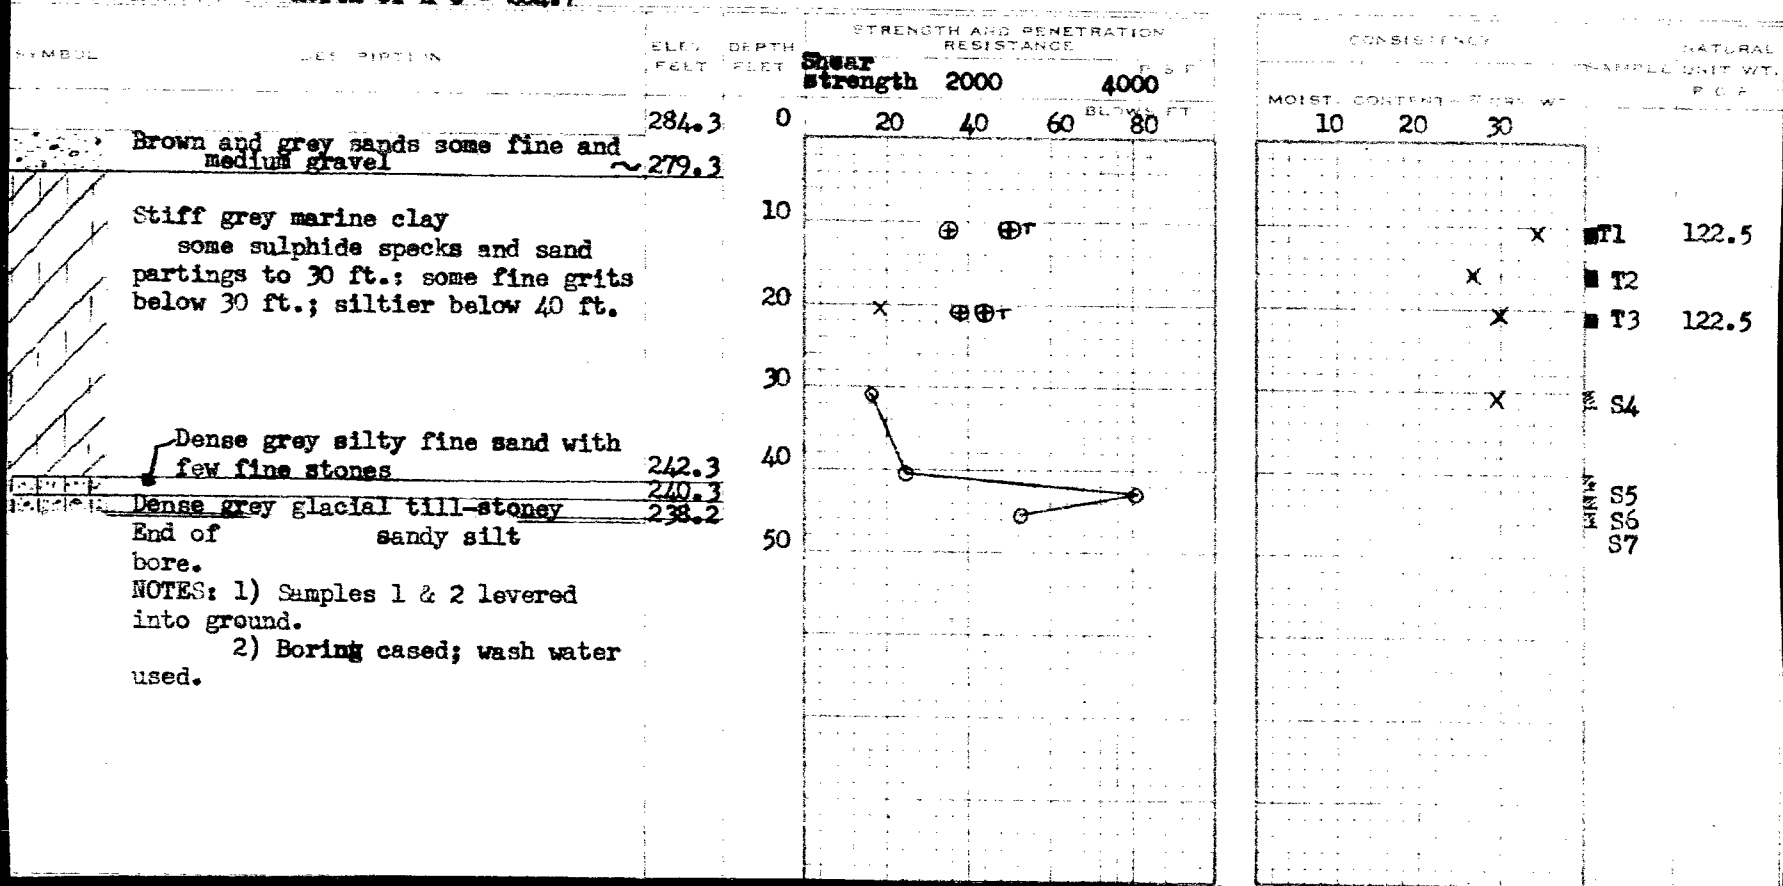 STRENGTH AND PENETRATION
RESISTANCE
CONSISTENCY
NATURAL
SYMBOL
ELEV. DEPTH
FEET FEET
Shear
strength 2000 4000
P S F
SAMPLE UNIT WT.
P C F
BLOWS/FT
MOIST. CONTENT - % DRY WT
284.3 0 20 40 60 80
10 20 30
Brown and grey sands some fine and
medium gravel ~279.3
Stiff grey marine clay
some sulphide specks and sand
partings to 30 ft.: some fine grits
below 30 ft.; siltier below 40 ft.
10
20
30
40
50
T1 122.5
T2
T3 122.5
S4
S5
S6
S7
Dense grey silty fine sand with
few fine stones 242.3
240.3
Dense grey glacial till-stoney 238.2
End of sandy silt
bore.
NOTES: 1) Samples 1 & 2 levered
into ground.
2) Boring cased; wash water
used.